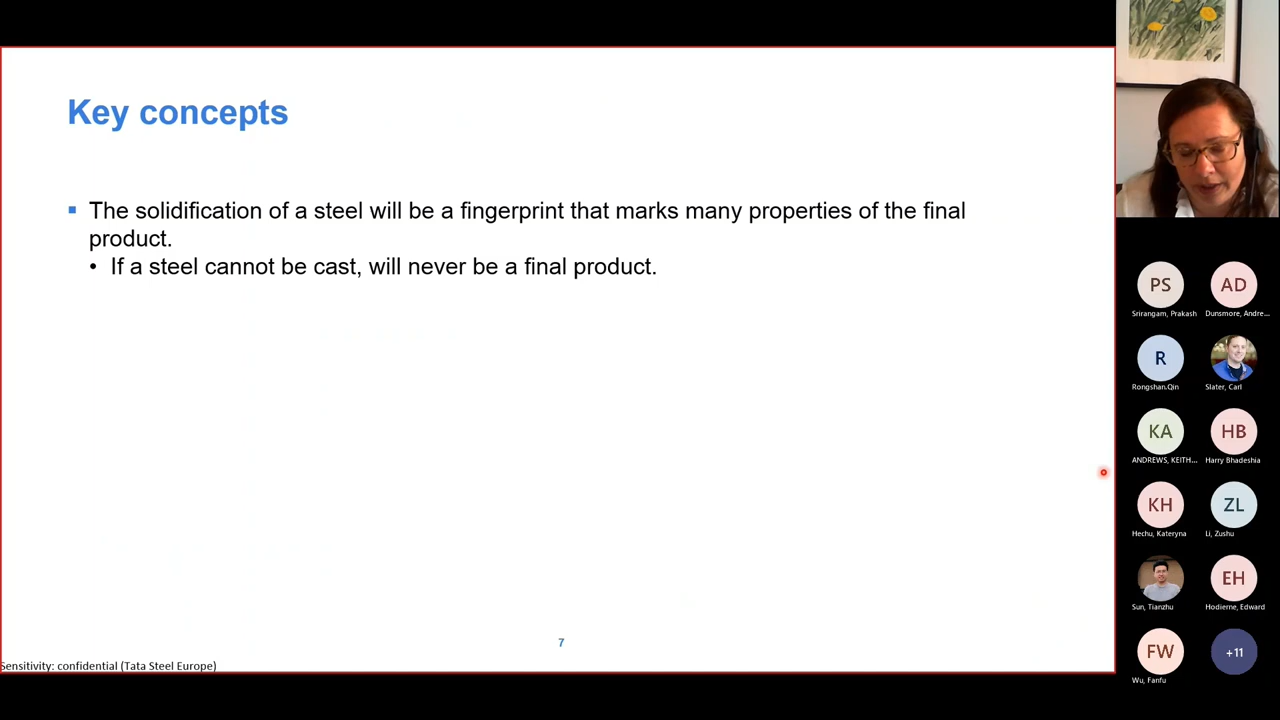 Key concepts
▪ The solidification of a steel will be a fingerprint that marks many properties of the final
product.
• If a steel cannot be cast, will never be a final product.
7
Sensitivity: confidential (Tata Steel Europe)
PS
AD
Srirangam, Prakash
Dunsmore, Andre...
R
Rongshan.Qin
Slater, Carl
KA
HB
ANDREWS, KEITH...
Harry Bhadeshia
KH
ZL
Hechu, Kateryna
Li, Zushu
EH
Sun, Tianzhu
Hodierne, Edward
FW
+11
Wu, Fanfu